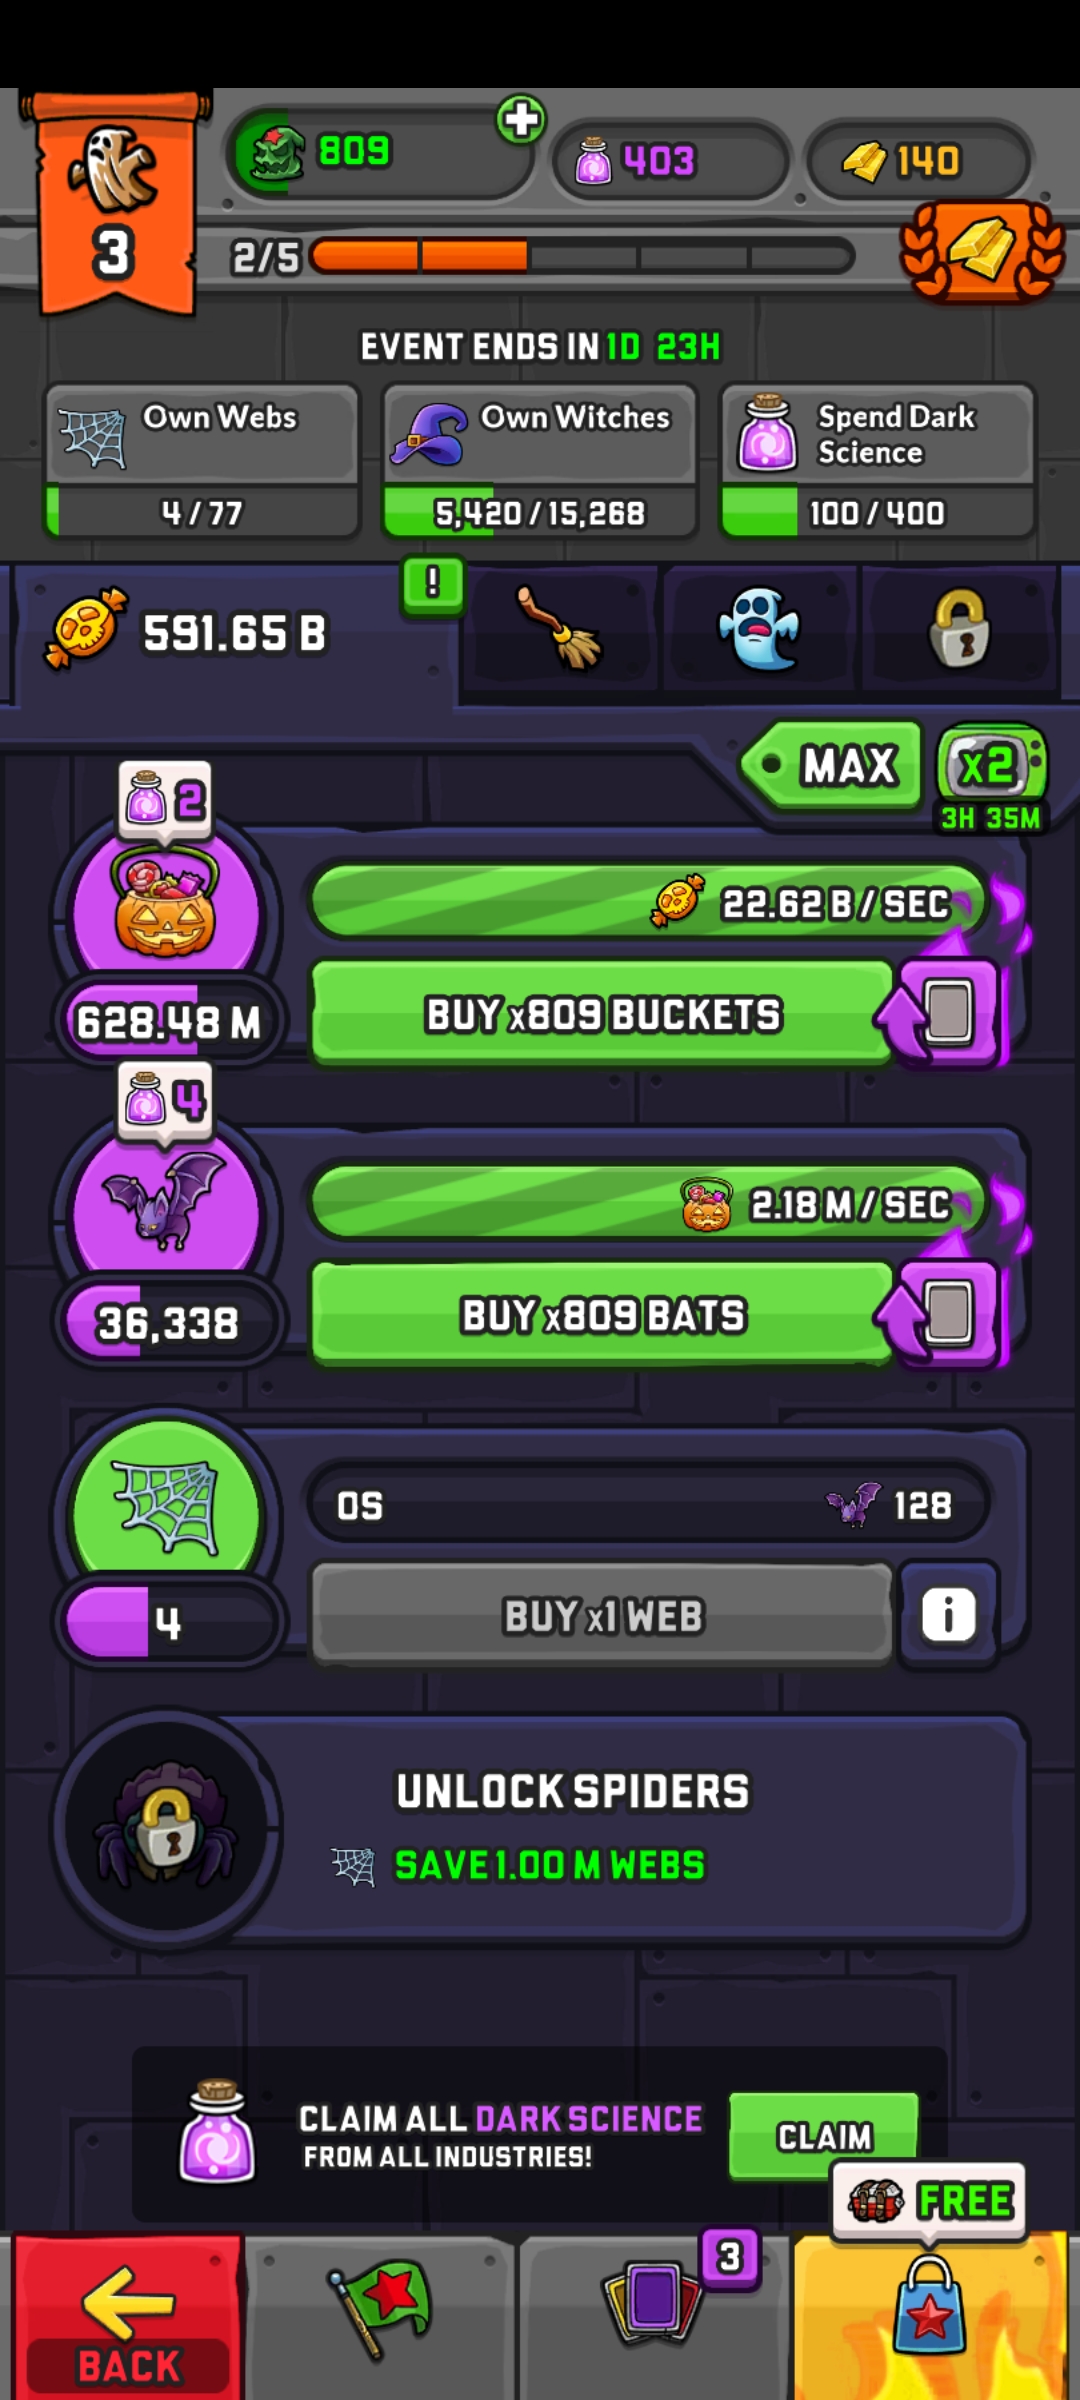 809
403
140
3
2/5
EVENT ENDS IN 1D 23H
Own Webs
4/77
Own Witches
5,420/15,268
Spend Dark
Science
100/400
591.65 B
!
MAX
x2
3H 35M
2
22.62 B/SEC
628.48 M
BUY x809 BUCKETS
4
2.18 M/SEC
36,338
BUY x809 BATS
0S
128
4
BUY x1 WEB
i
UNLOCK SPIDERS
SAVE 1.00 M WEBS
CLAIM ALL DARK SCIENCE
FROM ALL INDUSTRIES!
CLAIM
FREE
3
BACK